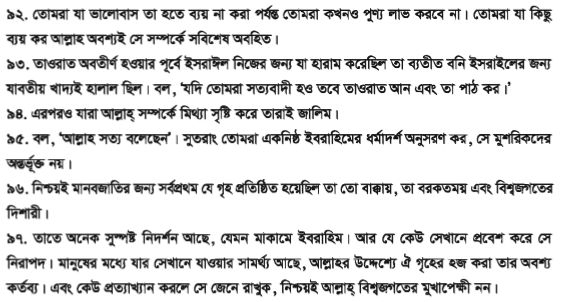 ৯২. তোমরা যা ভালোবাস তা হতে ব্যয় না করা পর্যন্ত তোমরা কখনও পুণ্য লাভ করবে না। তোমরা যা কিছু
ব্যয় কর আল্লাহ্ অবশ্যই সে সম্পর্কে সবিশেষ অবহিত।
৯৩. তাওরাত অবতীর্ণ হওয়ার পূর্বে ইসরাঈল নিজের জন্য যা হারাম করেছিল তা ব্যতীত বনি ইসরাইলের জন্য
যাবতীয় খাদ্যই হালাল ছিল। বল, ‘যদি তোমরা সত্যবাদী হও তবে তাওরাত আন এবং তা পাঠ কর।’
৯৪. এরপরও যারা আল্লাহ্ সম্পর্কে মিথ্যা সৃষ্টি করে তারাই জালিম।
৯৫. বল, ‘আল্লাহ সত্য বলেছেন’। সুতরাং তোমরা একনিষ্ঠ ইবরাহিমের ধর্মাদর্শ অনুসরণ কর, সে মুশরিকদের
অন্তর্ভুক্ত নয়।
৯৬. নিশ্চয়ই মানবজাতির জন্য সর্বপ্রথম যে গৃহ প্রতিষ্ঠিত হয়েছিল তা তো বাক্কায়, তা বরকতময় এবং বিশ্বজগতের
দিশারী।
৯৭. তাতে অনেক সুস্পষ্ট নিদর্শন আছে, যেমন মাকামে ইবরাহিম। আর যে কেউ সেখানে প্রবেশ করে সে
নিরাপদ। মানুষের মধ্যে যার সেখানে যাওয়ার সামর্থ্য আছে, আল্লাহর উদ্দেশ্যে ঐ গৃহের হজ করা তার অবশ্য
কর্তব্য। এবং কেউ প্রত্যাখ্যান করলে সে জেনে রাখুক, নিশ্চয়ই আল্লাহ্ বিশ্বজগতের মুখাপেক্ষী নন।